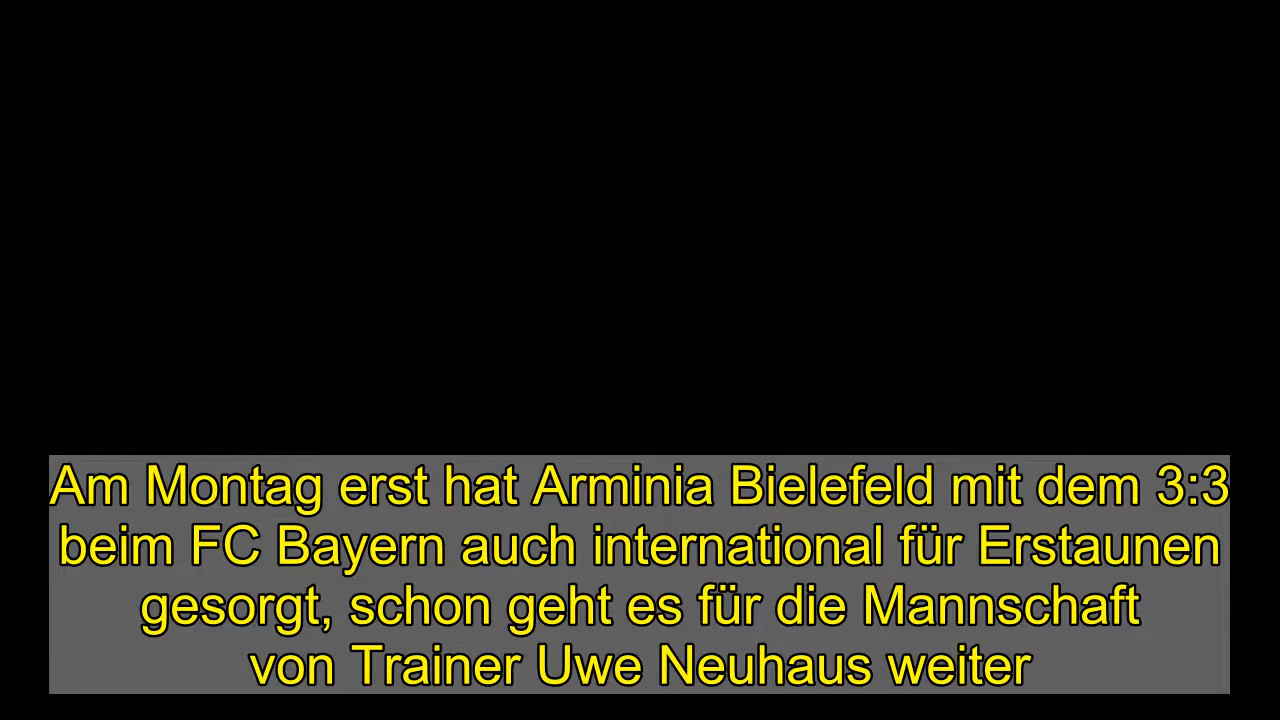 Am Montag erst hat Arminia Bielefeld mit dem 3:3
beim FC Bayern auch international für Erstaunen
gesorgt, schon geht es für die Mannschaft
von Trainer Uwe Neuhaus weiter